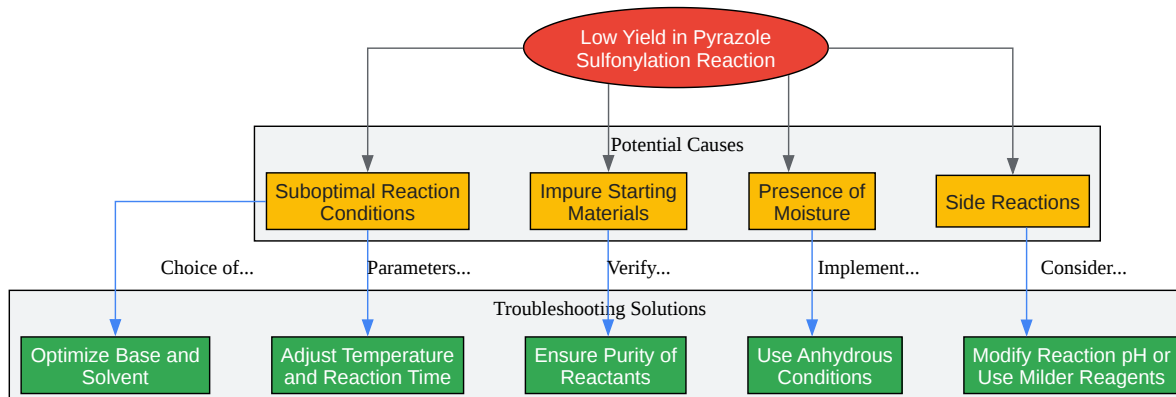 Low Yield in Pyrazole
Sulfonylation Reaction
Potential Causes
Suboptimal Reaction
Conditions
Impure Starting
Materials
Presence of
Moisture
Side Reactions
Choice of...
Parameters...
Verify...
Implement...
Consider...
Troubleshooting Solutions
Optimize Base and
Solvent
Adjust Temperature
and Reaction Time
Ensure Purity of
Reactants
Use Anhydrous
Conditions
Modify Reaction pH or
Use Milder Reagents